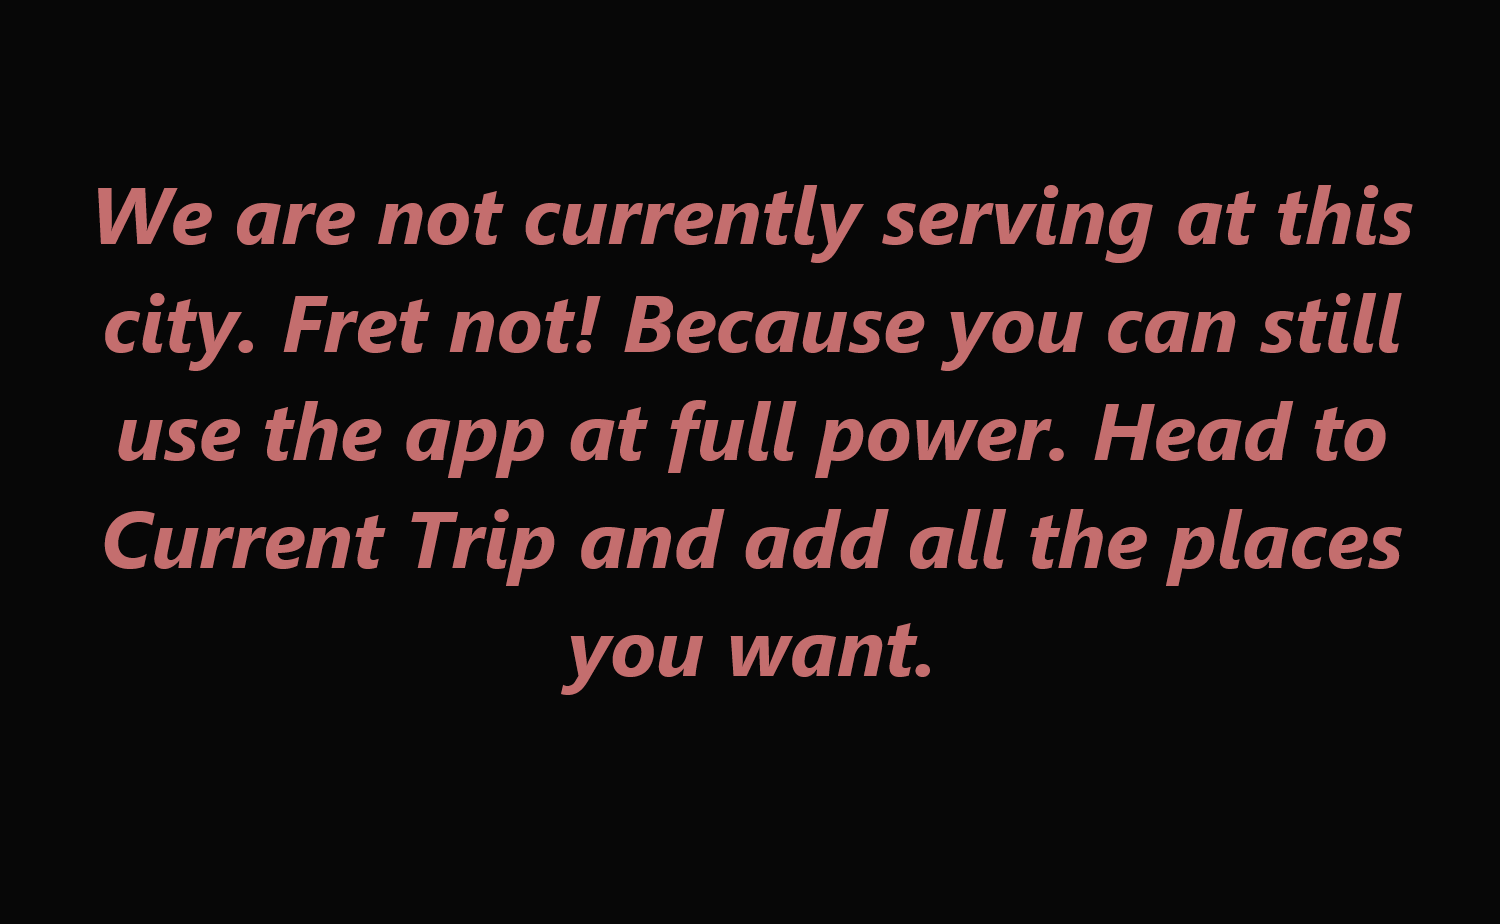 We are not currently serving at this
city. Fret not! Because you can still
use the app at full power. Head to
Current Trip and add all the places
you want.